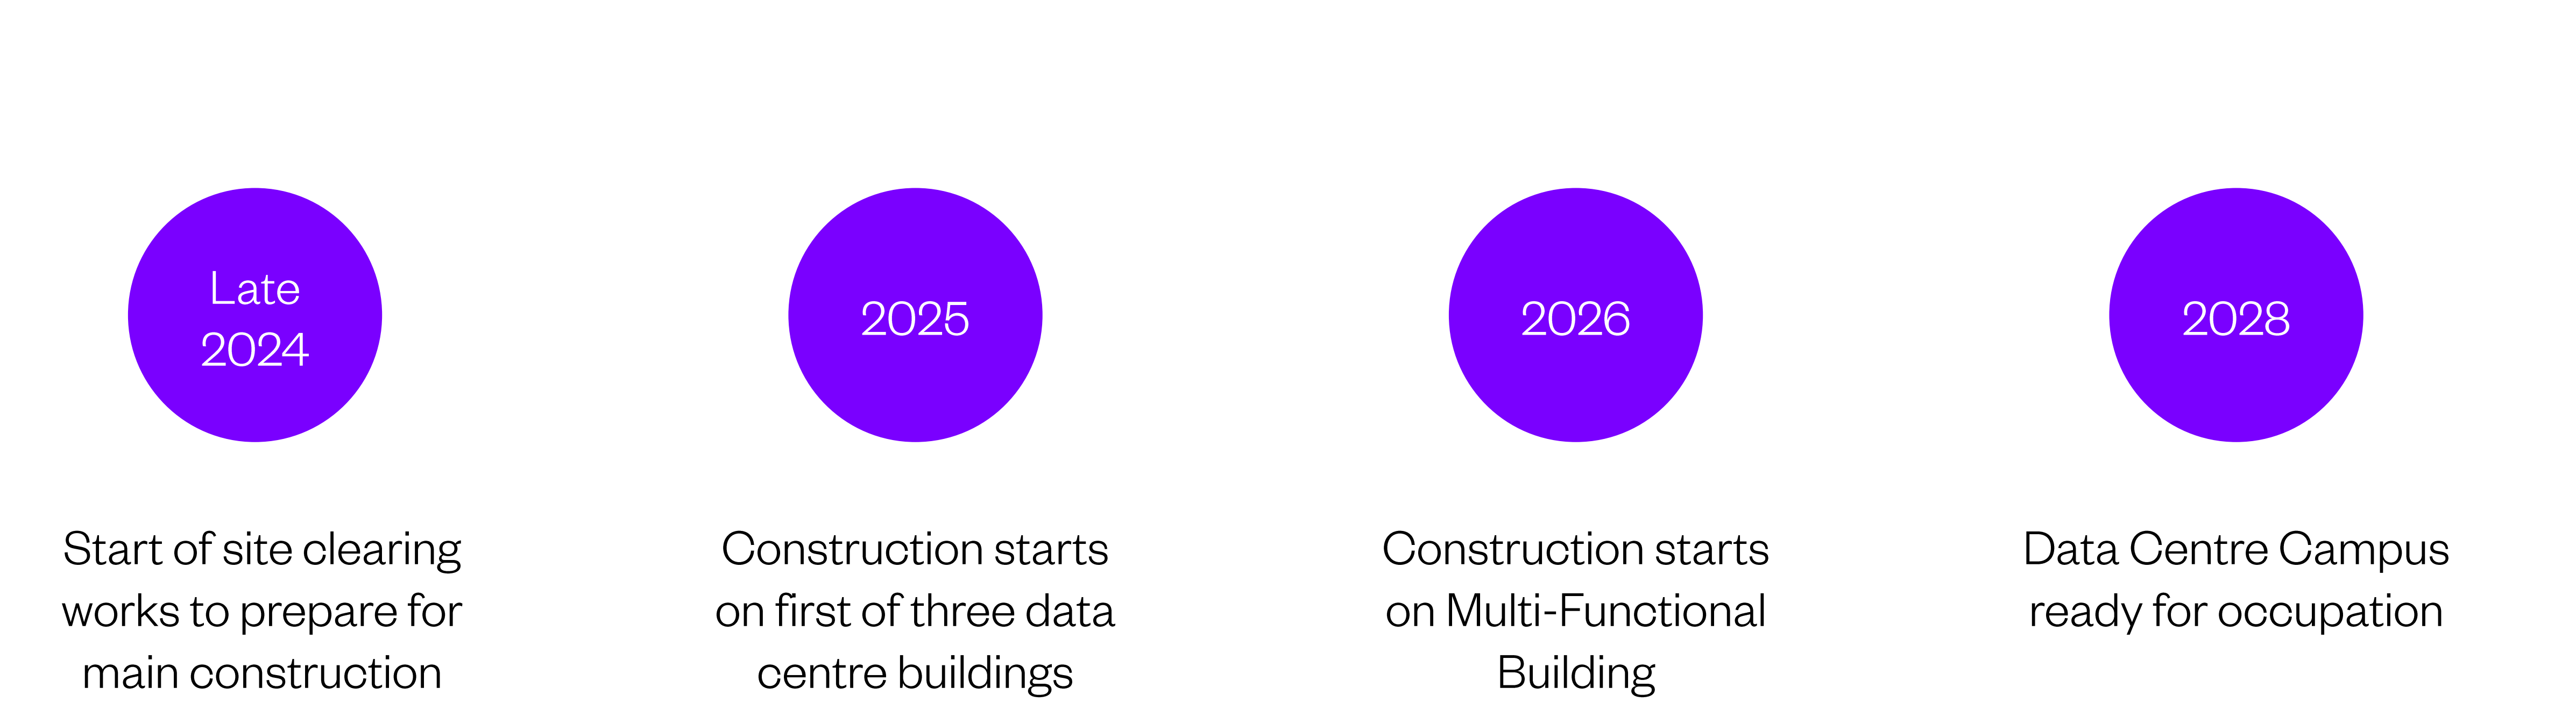 Late
2024
Start of site clearing
works to prepare for
main construction
2025
Construction starts
on first of three data
centre buildings
2026
Construction starts
on Multi-Functional
Building
2028
Data Centre Campus
ready for occupation